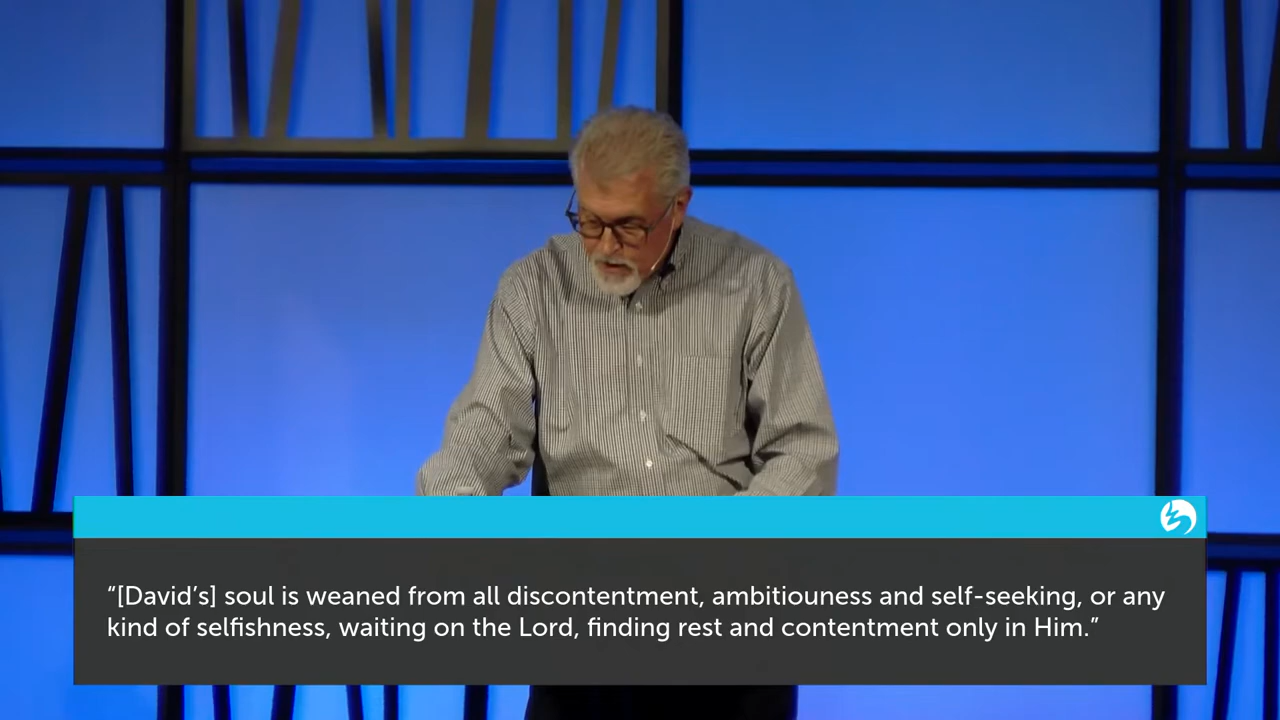 “[David’s] soul is weaned from all discontentment, ambitiouness and self-seeking, or any
kind of selfishness, waiting on the Lord, finding rest and contentment only in Him.”